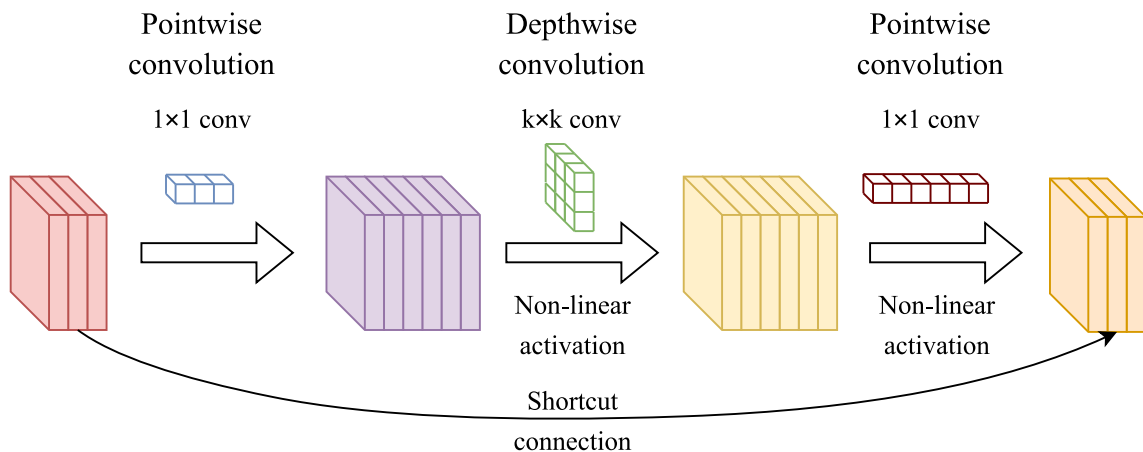 Pointwise
convolution
1×1 conv
Depthwise
convolution
k×k conv
Non-linear
activation
Pointwise
convolution
1×1 conv
Non-linear
activation
Shortcut
connection